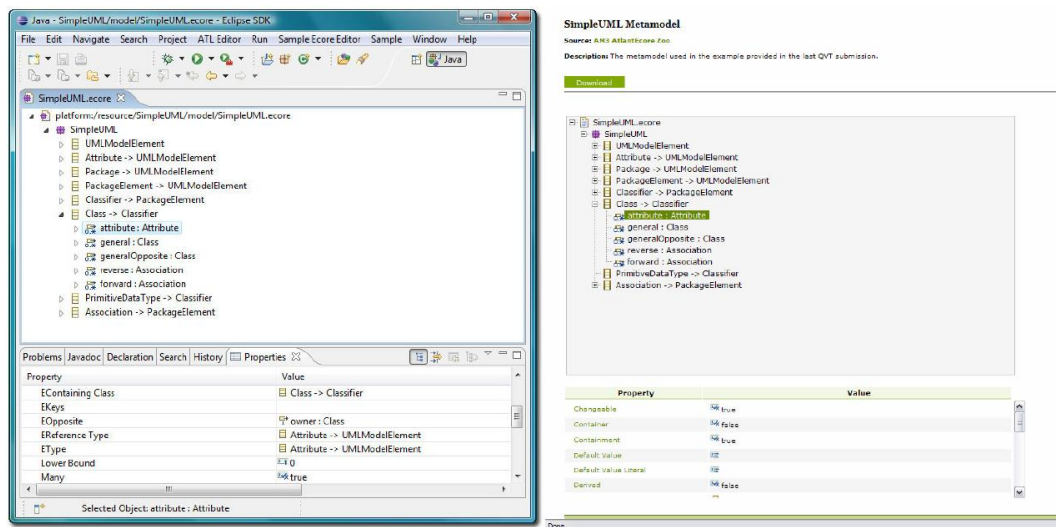 Java - SimpleUML/model/SimpleUML.ecore - Eclipse SDK
File Edit Navigate Search Project ATL Editor Run Sample Ecore Editor Sample Window Help
Java
SimpleUML.ecore
platform:/resource/SimpleUML/model/SimpleUML.ecore
SimpleUML
UMLModelElement
Attribute -> UMLModelElement
Package -> UMLModelElement
PackageElement -> UMLModelElement
Classifier -> PackageElement
Class -> Classifier
attribute : Attribute
general : Class
generalOpposite : Class
reverse : Association
forward : Association
PrimitiveDataType -> Classifier
Association -> PackageElement
Problems Javadoc Declaration Search History Properties
Property Value
EContaining Class Class -> Classifier
EKeys
EOpposite owner : Class
EReference Type Attribute -> UMLModelElement
EType Attribute -> UMLModelElement
Lower Bound 0
Many true
Selected Object: attribute : Attribute
SimpleUML Metamodel
Source: AM3 AtlantEcore Zoo
Description: The metamodel used in the example provided in the last QVT submission.
Download
SimpleUML.ecore
SimpleUML
UMLModelElement
Attribute -> UMLModelElement
Package -> UMLModelElement
PackageElement -> UMLModelElement
Classifier -> PackageElement
Class -> Classifier
attribute : Attribute
general : Class
generalOpposite : Class
reverse : Association
forward : Association
PrimitiveDataType -> Classifier
Association -> PackageElement
Property Value
Changeable true
Container false
Containment true
Default Value
Default Value Literal
Derived false
Done